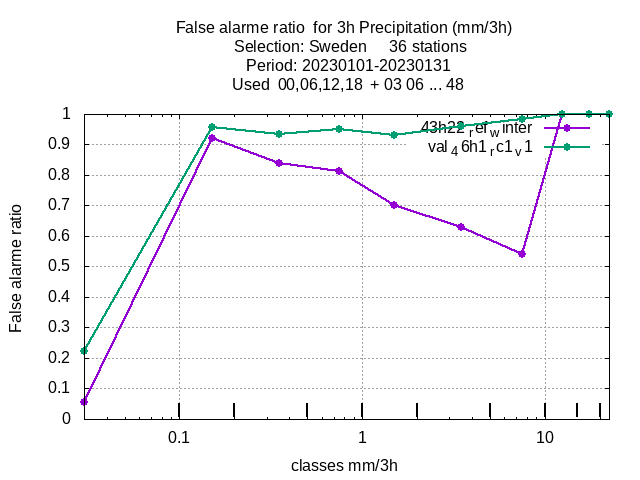 False alarme ratio  for 3h Precipitation (mm/3h)
Selection: Sweden     36 stations
Period: 20230101-20230131
Used  00,06,12,18  + 03 06 ... 48
1
0.9
0.8
0.7
0.6
0.5
0.4
0.3
0.2
0.1
0
False alarme ratio
43h22_ref_winter
val_46h1_rc1_v1
0.1
1
10
classes mm/3h